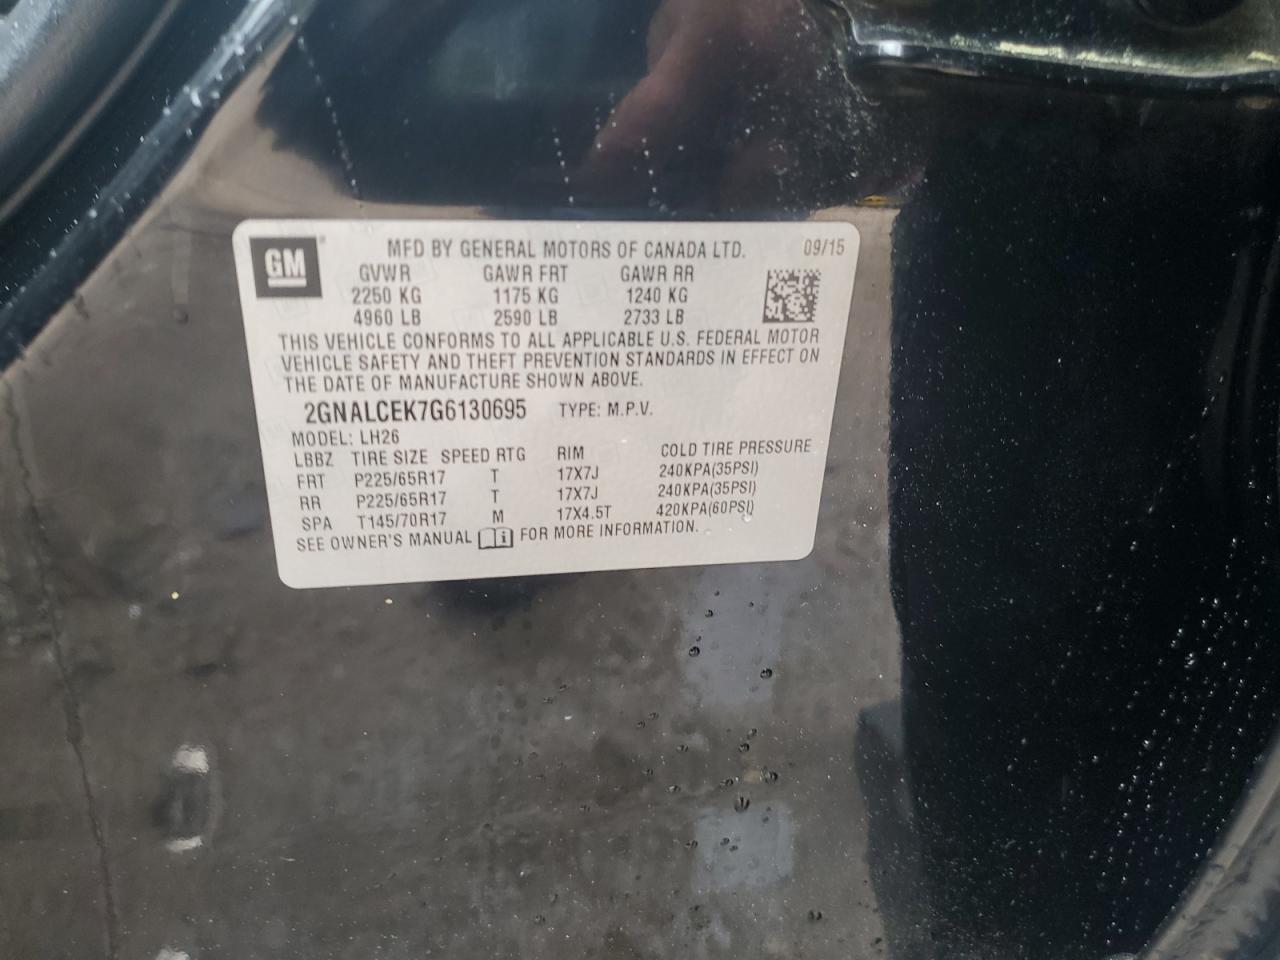 GM ® MFD BY GENERAL MOTORS OF CANADA LTD. 09/15
GVWR GAWR FRT GAWR RR
2250 KG 1175 KG 1240 KG
4960 LB 2590 LB 2733 LB
THIS VEHICLE CONFORMS TO ALL APPLICABLE U.S. FEDERAL MOTOR
VEHICLE SAFETY AND THEFT PREVENTION STANDARDS IN EFFECT ON
THE DATE OF MANUFACTURE SHOWN ABOVE.
2GNALCEK7G6130695 TYPE: M.P.V.
MODEL: LH26
LBBZ TIRE SIZE SPEED RTG RIM COLD TIRE PRESSURE
FRT P225/65R17 T 17X7J 240KPA(35PSI)
RR P225/65R17 T 17X7J 240KPA(35PSI)
SPA T145/70R17 M 17X4.5T 420KPA(60PSI)
SEE OWNER'S MANUAL i FOR MORE INFORMATION.